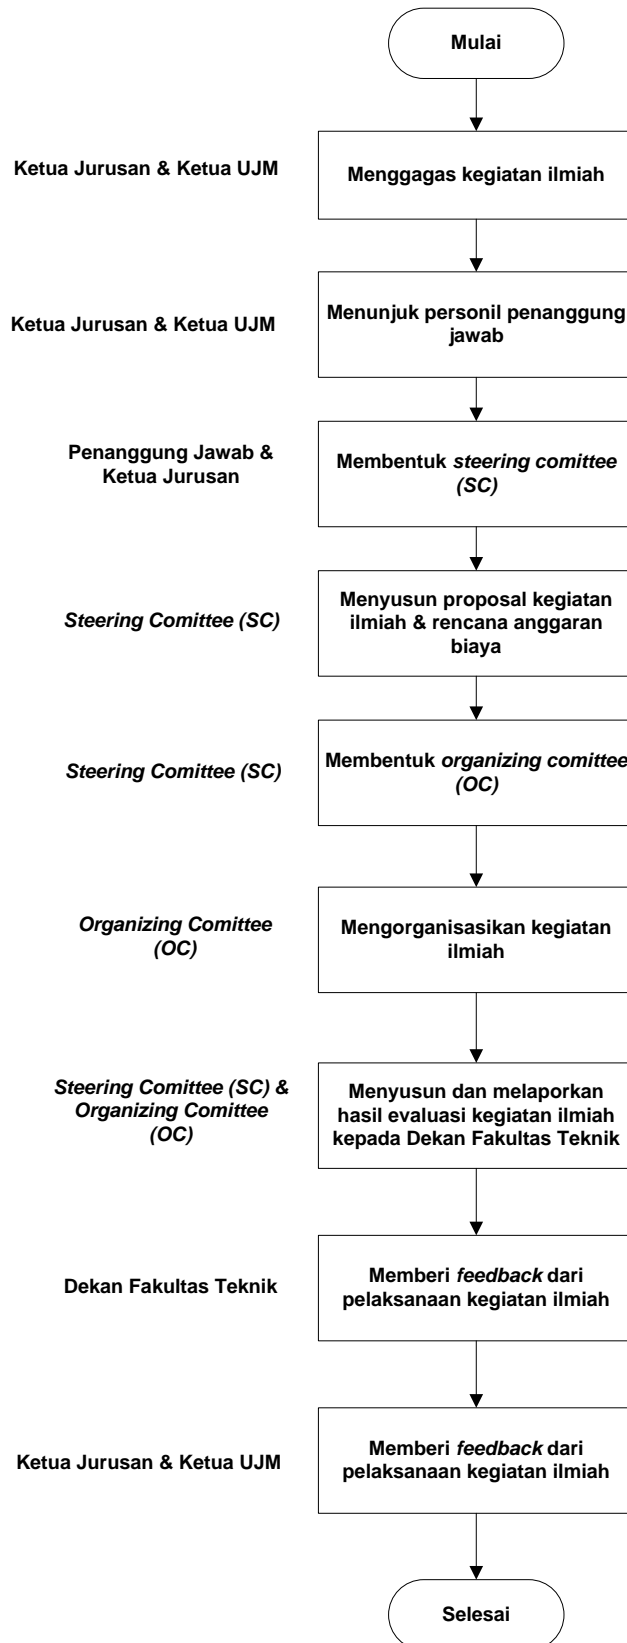 Mulai
Ketua Jurusan & Ketua UJM
Menggagas kegiatan ilmiah
Ketua Jurusan & Ketua UJM
Menunjuk personil penanggung
jawab
Penanggung Jawab &
Ketua Jurusan
Membentuk steering comittee
(SC)
Steering Comittee (SC)
Menyusun proposal kegiatan
ilmiah & rencana anggaran
biaya
Steering Comittee (SC)
Membentuk organizing comittee
(OC)
Organizing Comittee
(OC)
Mengorganisasikan kegiatan
ilmiah
Steering Comittee (SC) &
Organizing Comittee
(OC)
Menyusun dan melaporkan
hasil evaluasi kegiatan ilmiah
kepada Dekan Fakultas Teknik
Dekan Fakultas Teknik
Memberi feedback dari
pelaksanaan kegiatan ilmiah
Ketua Jurusan & Ketua UJM
Memberi feedback dari
pelaksanaan kegiatan ilmiah
Selesai